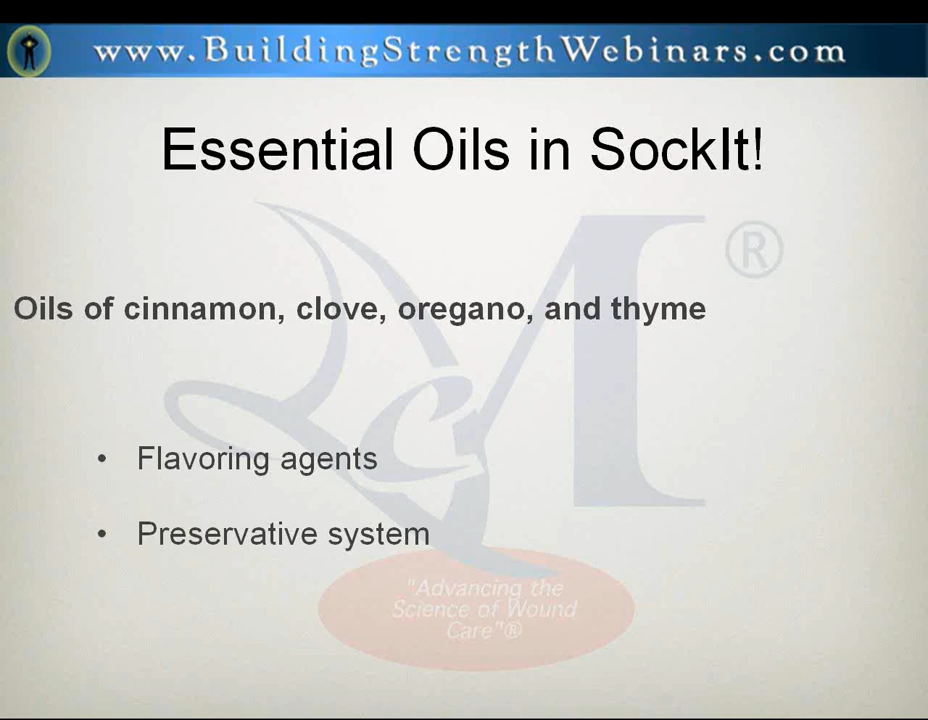 www.BuildingStrengthWebinars.com
Essential Oils in SockIt!
®
Oils of cinnamon, clove, oregano, and thyme
• Flavoring agents
• Preservative system
"Advancing the
Science of Wound
Care"®